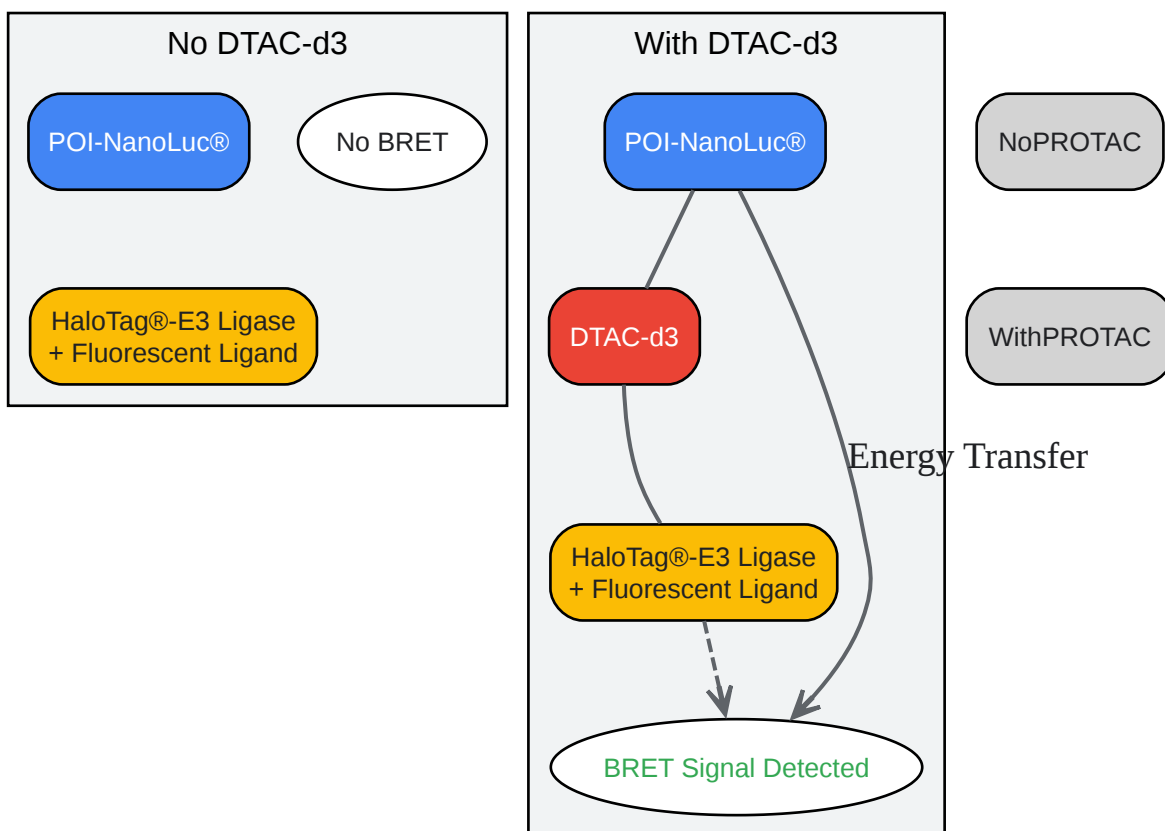 No DTAC-d3
POI-NanoLuc®
No BRET
HaloTag®-E3 Ligase
+ Fluorescent Ligand
With DTAC-d3
POI-NanoLuc®
DTAC-d3
Energy Transfer
HaloTag®-E3 Ligase
+ Fluorescent Ligand
BRET Signal Detected
NoPROTAC
WithPROTAC